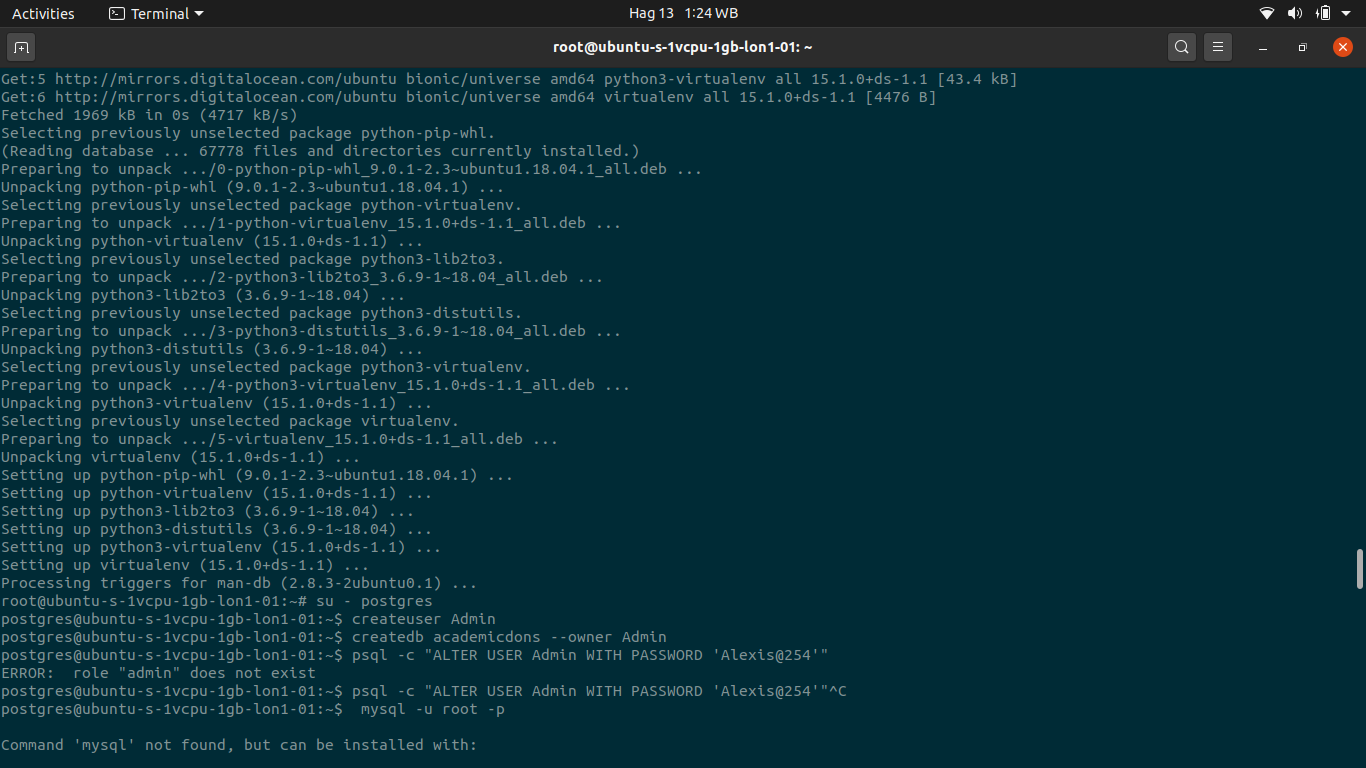 Activities
Terminal
Hag 13 1:24 WB
root@ubuntu-s-1vcpu-1gb-lon1-01: ~
Get:5 http://mirrors.digitalocean.com/ubuntu bionic/universe amd64 python3-virtualenv all 15.1.0+ds-1.1 [43.4 kB]
Get:6 http://mirrors.digitalocean.com/ubuntu bionic/universe amd64 virtualenv all 15.1.0+ds-1.1 [4476 B]
Fetched 1969 kB in 0s (4717 kB/s)
Selecting previously unselected package python-pip-whl.
(Reading database ... 67778 files and directories currently installed.)
Preparing to unpack .../0-python-pip-whl_9.0.1-2.3~ubuntu1.18.04.1_all.deb ...
Unpacking python-pip-whl (9.0.1-2.3~ubuntu1.18.04.1) ...
Selecting previously unselected package python-virtualenv.
Preparing to unpack .../1-python-virtualenv_15.1.0+ds-1.1_all.deb ...
Unpacking python-virtualenv (15.1.0+ds-1.1) ...
Selecting previously unselected package python3-lib2to3.
Preparing to unpack .../2-python3-lib2to3_3.6.9-1~18.04_all.deb ...
Unpacking python3-lib2to3 (3.6.9-1~18.04) ...
Selecting previously unselected package python3-distutils.
Preparing to unpack .../3-python3-distutils_3.6.9-1~18.04_all.deb ...
Unpacking python3-distutils (3.6.9-1~18.04) ...
Selecting previously unselected package python3-virtualenv.
Preparing to unpack .../4-python3-virtualenv_15.1.0+ds-1.1_all.deb ...
Unpacking python3-virtualenv (15.1.0+ds-1.1) ...
Selecting previously unselected package virtualenv.
Preparing to unpack .../5-virtualenv_15.1.0+ds-1.1_all.deb ...
Unpacking virtualenv (15.1.0+ds-1.1) ...
Setting up python-pip-whl (9.0.1-2.3~ubuntu1.18.04.1) ...
Setting up python-virtualenv (15.1.0+ds-1.1) ...
Setting up python3-lib2to3 (3.6.9-1~18.04) ...
Setting up python3-distutils (3.6.9-1~18.04) ...
Setting up python3-virtualenv (15.1.0+ds-1.1) ...
Setting up virtualenv (15.1.0+ds-1.1) ...
Processing triggers for man-db (2.8.3-2ubuntu0.1) ...
root@ubuntu-s-1vcpu-1gb-lon1-01:~# su - postgres
postgres@ubuntu-s-1vcpu-1gb-lon1-01:~$ createuser Admin
postgres@ubuntu-s-1vcpu-1gb-lon1-01:~$ createdb academicdons --owner Admin
postgres@ubuntu-s-1vcpu-1gb-lon1-01:~$ psql -c "ALTER USER Admin WITH PASSWORD 'Alexis@254'"
ERROR:  role "admin" does not exist
postgres@ubuntu-s-1vcpu-1gb-lon1-01:~$ psql -c "ALTER USER Admin WITH PASSWORD 'Alexis@254'"^C
postgres@ubuntu-s-1vcpu-1gb-lon1-01:~$  mysql -u root -p
Command 'mysql' not found, but can be installed with: